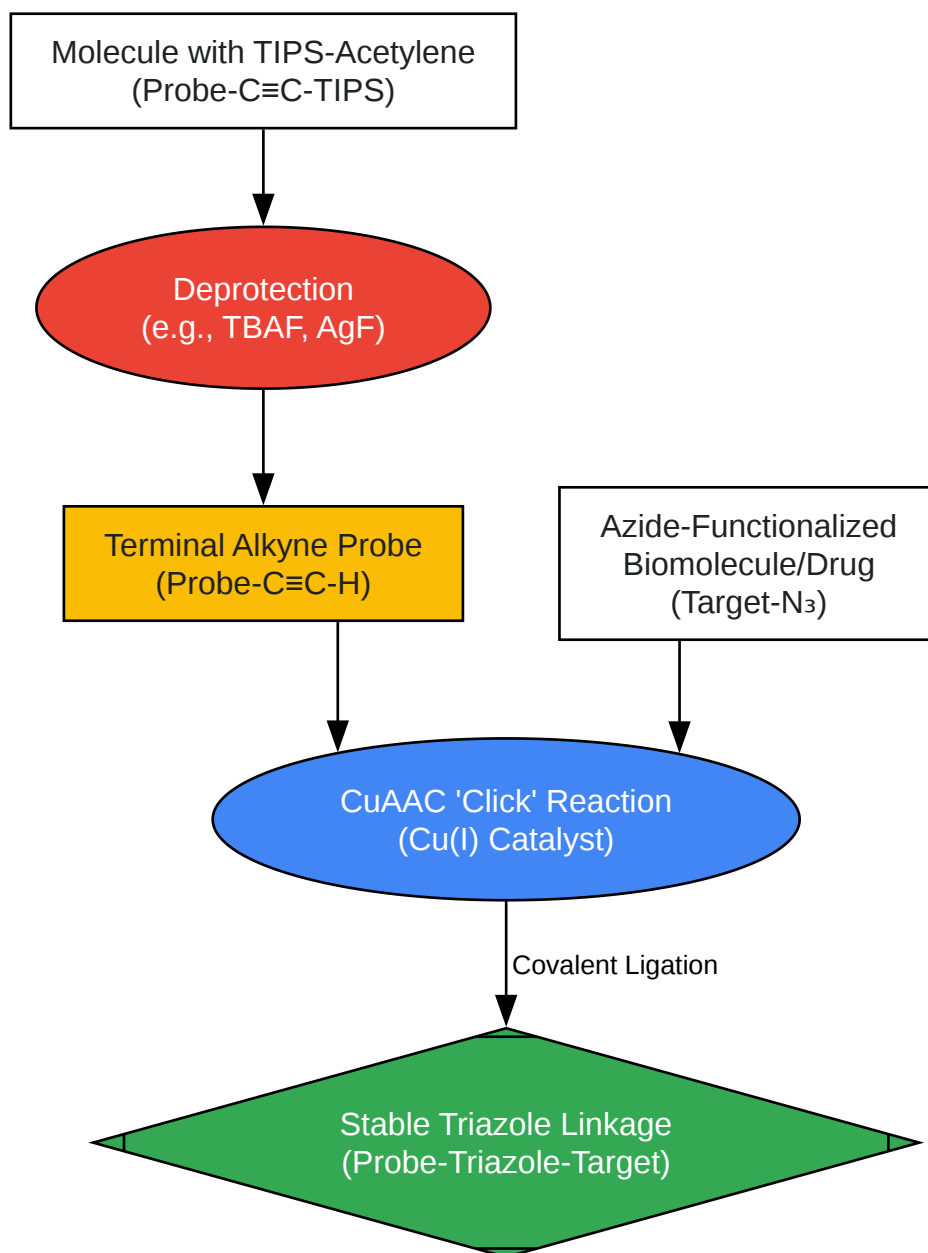 Molecule with TIPS-Acetylene
(Probe-C≡C-TIPS)
Deprotection
(e.g., TBAF, AgF)
Terminal Alkyne Probe
(Probe-C≡C-H)
Azide-Functionalized
Biomolecule/Drug
(Target-N₃)
CuAAC 'Click' Reaction
(Cu(I) Catalyst)
Covalent Ligation
Stable Triazole Linkage
(Probe-Triazole-Target)